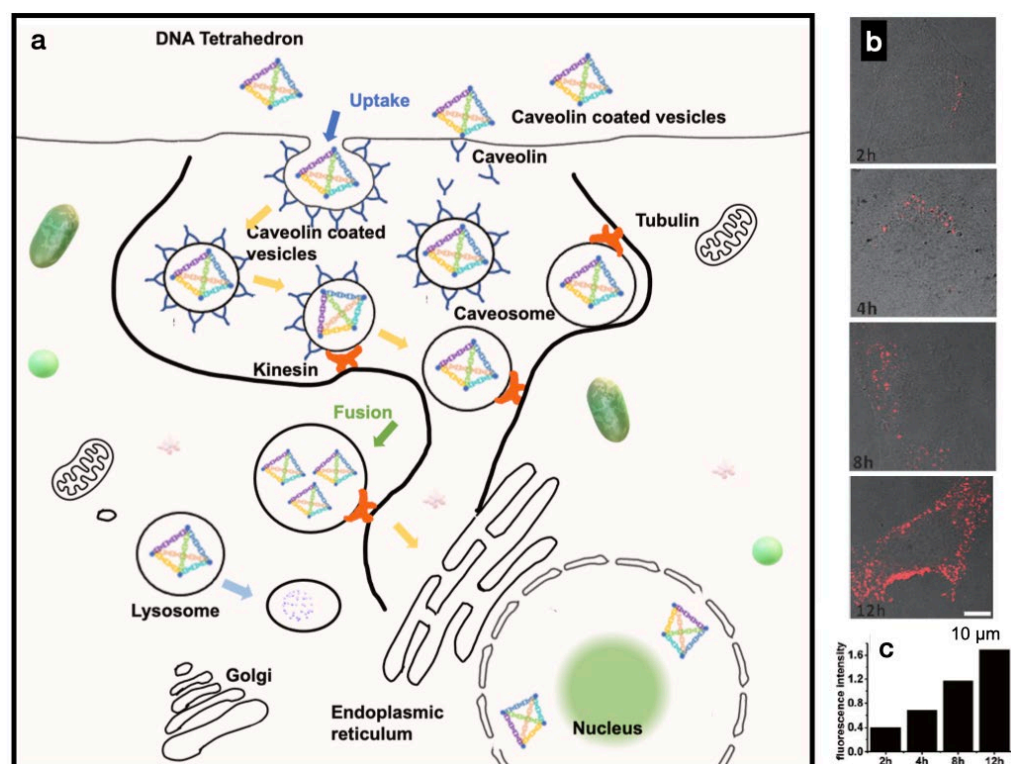 a
DNA Tetrahedron
Uptake
Caveolin coated vesicles
Caveolin
Caveolin coated
vesicles
Tubulin
Caveosome
Kinesin
Fusion
Lysosome
Golgi
Endoplasmic
reticulum
Nucleus
b
2h
4h
8h
12h
10 μm
c
fluorescence intensity
1.6
1.2
0.8
0.4
0.0
2h 4h 8h 12h